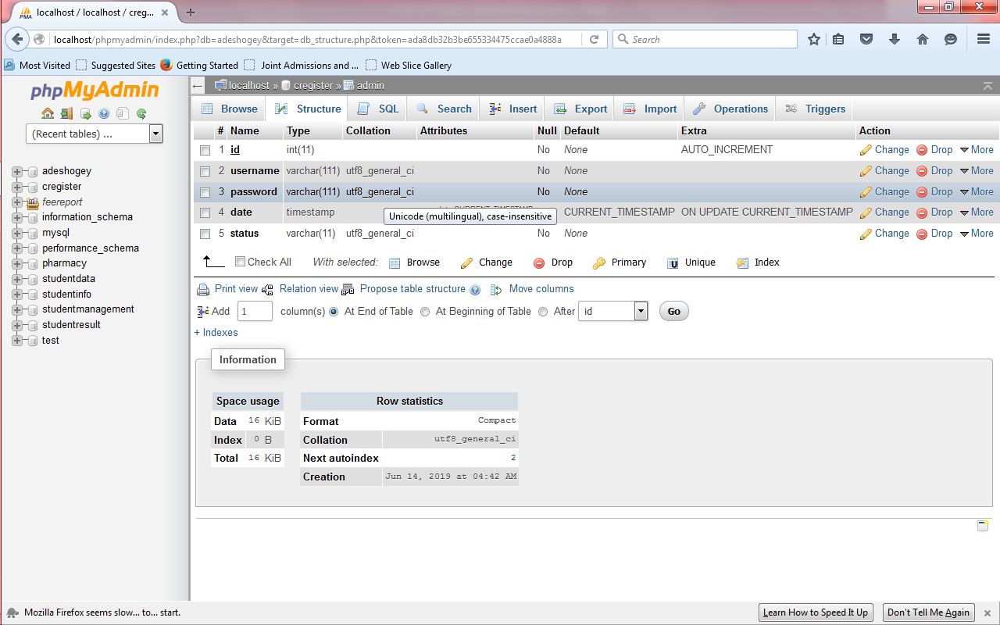 PMA localhost / localhost / creg...
localhost/phpmyadmin/index.php?db=adeshogey&target=db_structure.php&token=ada8db32b3be655334475ccae0a4888a
Search
Most Visited Suggested Sites Getting Started Joint Admissions and ... Web Slice Gallery
phpMyAdmin
(Recent tables) ...
adeshogey
cregister
feereport
information_schema
mysql
performance_schema
pharmacy
studentdata
studentinfo
studentmanagement
studentresult
test
localhost » cregister » admin
Browse Structure SQL Search Insert Export Import Operations Triggers
# Name Type Collation Attributes Null Default Extra Action
1 id int(11) No None AUTO_INCREMENT Change Drop More
2 username varchar(111) utf8_general_ci No None Change Drop More
3 password varchar(111) utf8_general_ci No None Change Drop More
4 date timestamp No CURRENT_TIMESTAMP ON UPDATE CURRENT_TIMESTAMP Change Drop More
Unicode (multilingual), case-insensitive
5 status varchar(11) utf8_general_ci No None Change Drop More
Check All With selected: Browse Change Drop Primary Unique Index
Print view Relation view Propose table structure Move columns
Add 1 column(s) At End of Table At Beginning of Table After id Go
+ Indexes
Information
Space usage
Data 16 KiB
Index 0 B
Total 16 KiB
Row statistics
Format Compact
Collation utf8_general_ci
Next autoindex 2
Creation Jun 14, 2019 at 04:42 AM
Mozilla Firefox seems slow... to... start. Learn How to Speed It Up Don't Tell Me Again